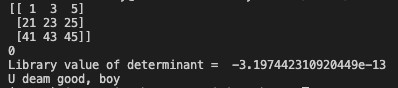 [[ 1  3  5]
 [21 23 25]
 [41 43 45]]
0
Library value of determinant =  -3.197442310920449e-13
U deam good, boy